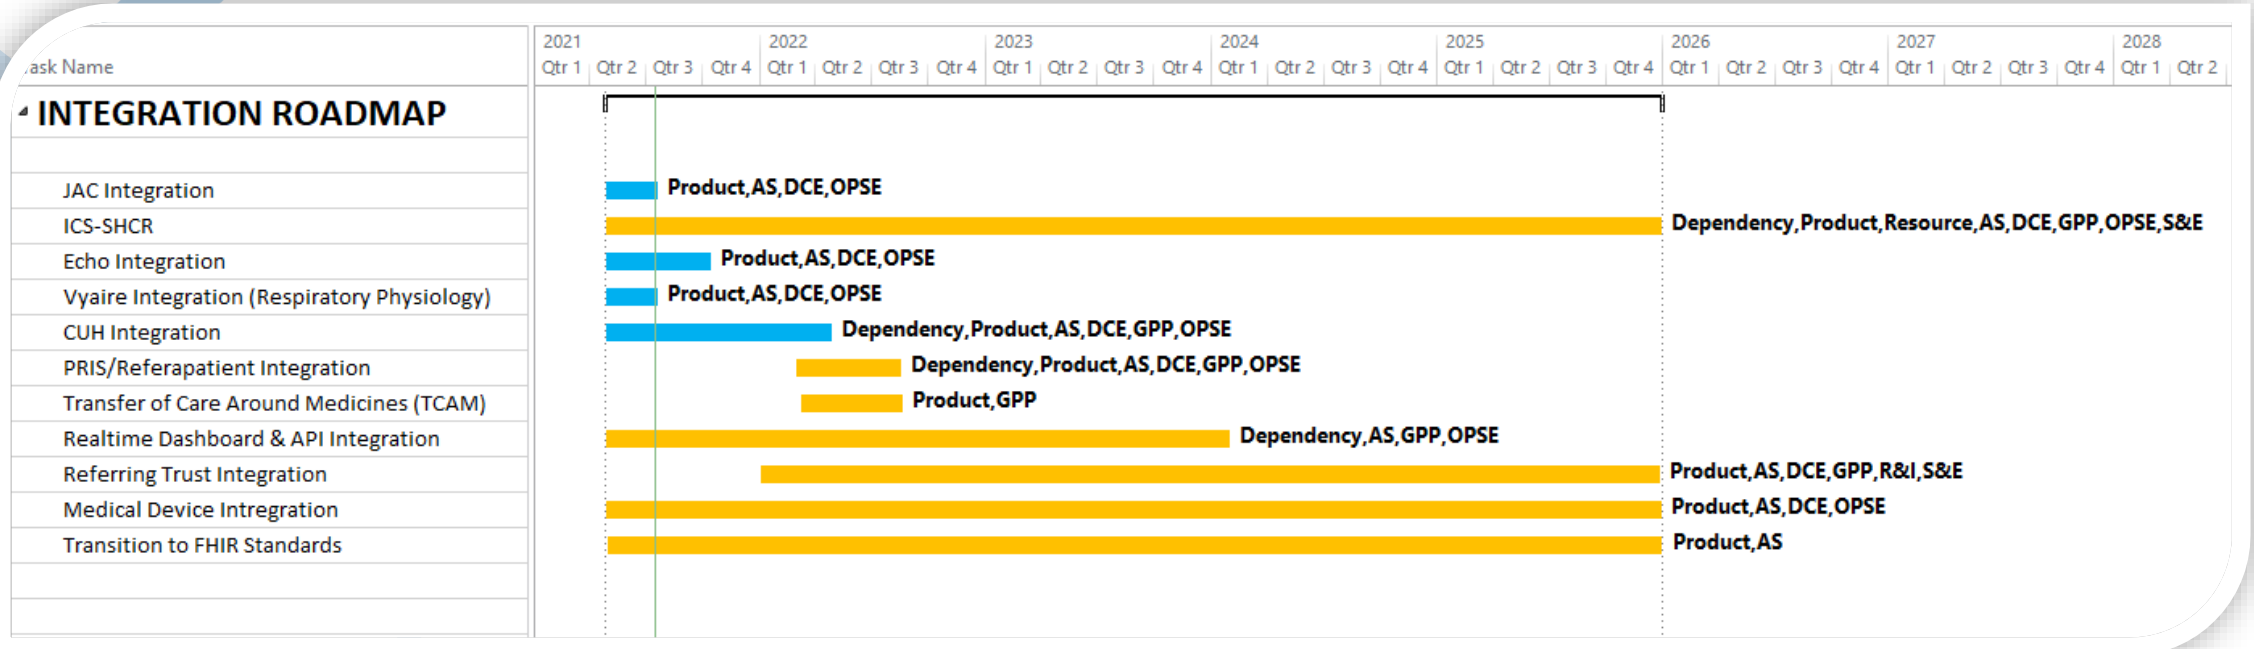 2021 2022 2023 2024 2025 2026 2027 2028
ask Name Qtr 1 Qtr 2 Qtr 3 Qtr 4 Qtr 1 Qtr 2 Qtr 3 Qtr 4 Qtr 1 Qtr 2 Qtr 3 Qtr 4 Qtr 1 Qtr 2 Qtr 3 Qtr 4 Qtr 1 Qtr 2 Qtr 3 Qtr 4 Qtr 1 Qtr 2 Qtr 3 Qtr 4 Qtr 1 Qtr 2 Qtr 3 Qtr 4 Qtr 1 Qtr 2
INTEGRATION ROADMAP
JAC Integration Product,AS,DCE,OPSE
ICS-SHCR Dependency,Product,Resource,AS,DCE,GPP,OPSE,S&E
Echo Integration Product,AS,DCE,OPSE
Vyaire Integration (Respiratory Physiology) Product,AS,DCE,OPSE
CUH Integration Dependency,Product,AS,DCE,GPP,OPSE
PRIS/Referapatient Integration Dependency,Product,AS,DCE,GPP,OPSE
Transfer of Care Around Medicines (TCAM) Product,GPP
Realtime Dashboard & API Integration Dependency,AS,GPP,OPSE
Referring Trust Integration Product,AS,DCE,GPP,R&I,S&E
Medical Device Intregration Product,AS,DCE,OPSE
Transition to FHIR Standards Product,AS